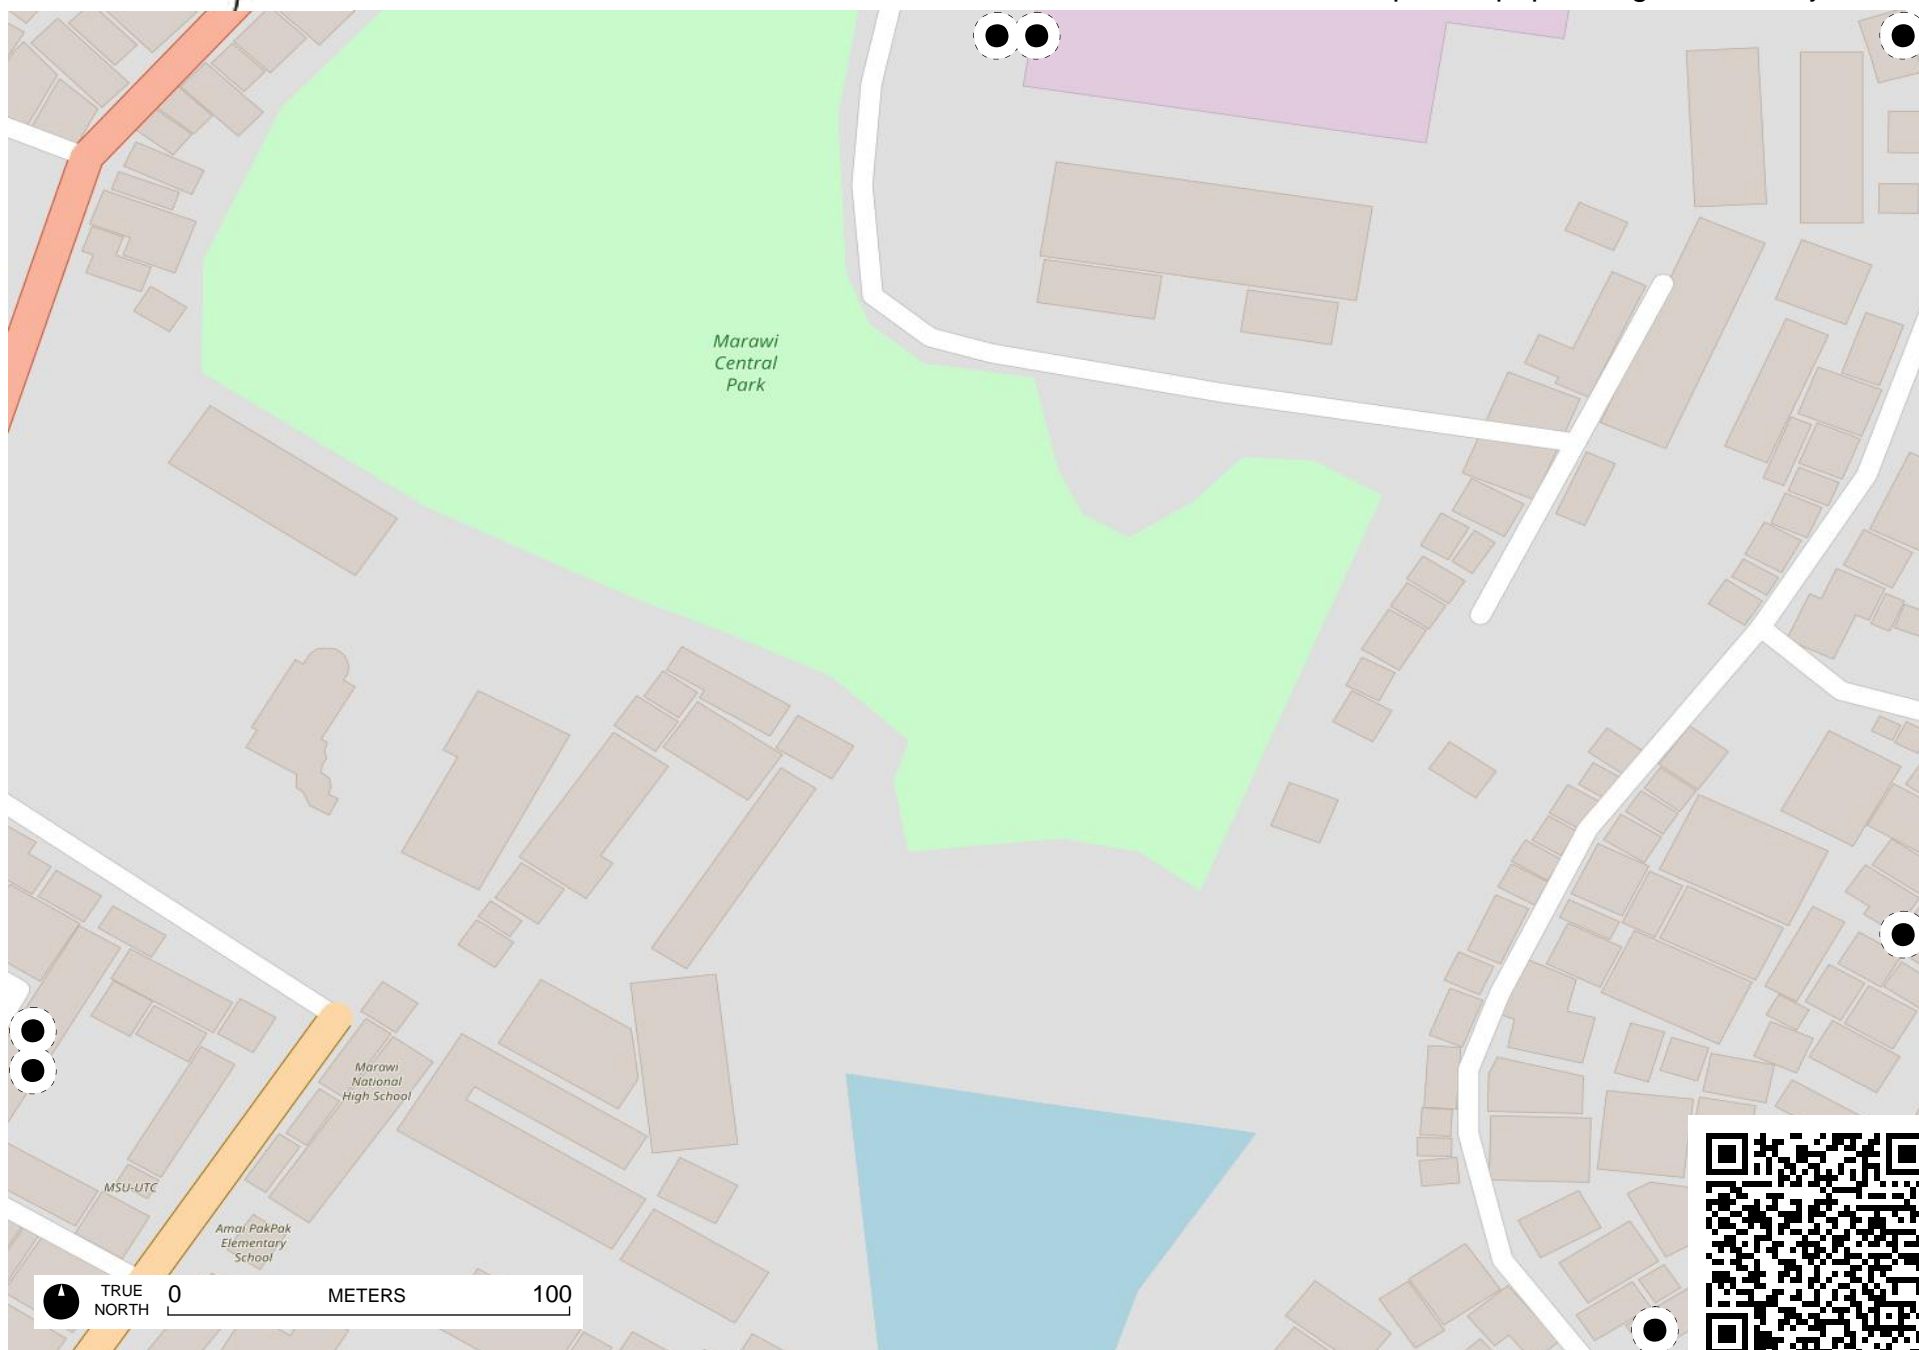 Marawi
Central
Park
Marawi
National
High School
MSU-UTC
Amai PakPak
Elementary
School
TRUE
NORTH
0
METERS
100